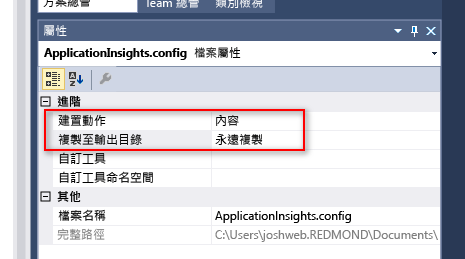 方案總管 Team 總管 類別檢視
屬性
ApplicationInsights.config 檔案屬性
進階
建置動作 內容
複製至輸出目錄 永遠複製
自訂工具
自訂工具命名空間
其他
檔案名稱 ApplicationInsights.config
完整路徑 C:\Users\joshweb.REDMOND\Documents\